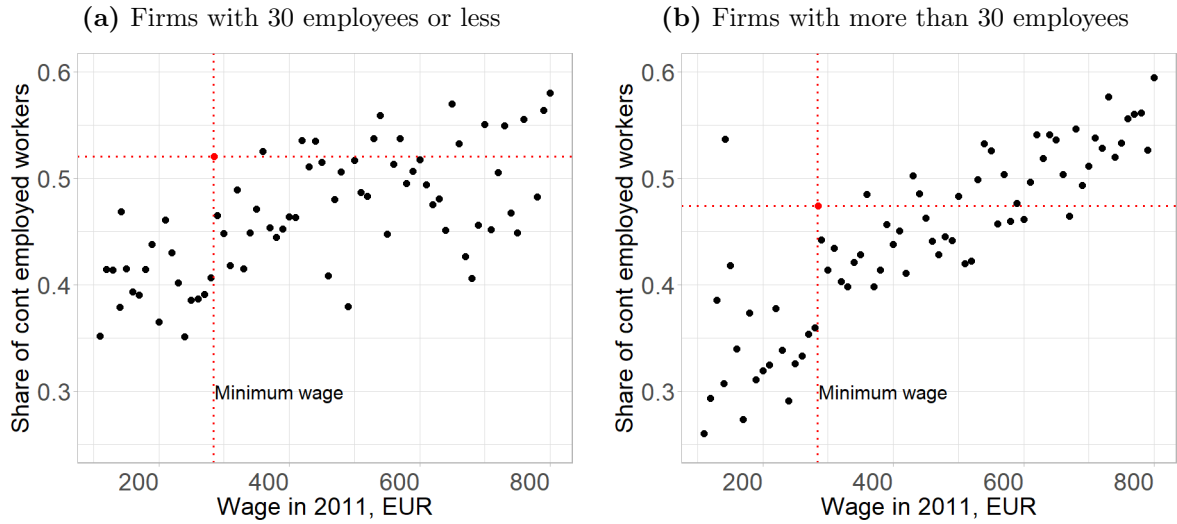 (a) Firms with 30 employees or less
Share of cont employed workers
0.6
0.5
0.4
0.3
Minimum wage
200 400 600 800
Wage in 2011, EUR
(b) Firms with more than 30 employees
Share of cont employed workers
0.6
0.5
0.4
0.3
Minimum wage
200 400 600 800
Wage in 2011, EUR